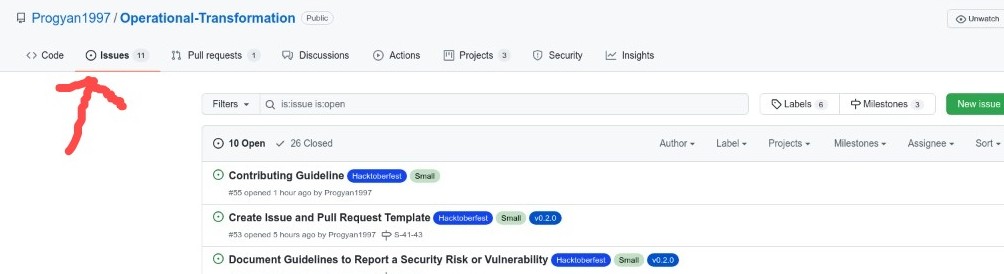 Progyan1997 / Operational-Transformation Public
Unwatch
Code Issues 11 Pull requests 1 Discussions Actions Projects 3 Security Insights
Filters is:issue is:open Labels 6 Milestones 3 New issue
10 Open 26 Closed Author Label Projects Milestones Assignee Sort
Contributing Guideline Hacktoberfest Small
#55 opened 1 hour ago by Progyan1997
Create Issue and Pull Request Template Hacktoberfest Small v0.2.0
#53 opened 5 hours ago by Progyan1997 S-41-43
Document Guidelines to Report a Security Risk or Vulnerability Hacktoberfest Small v0.2.0